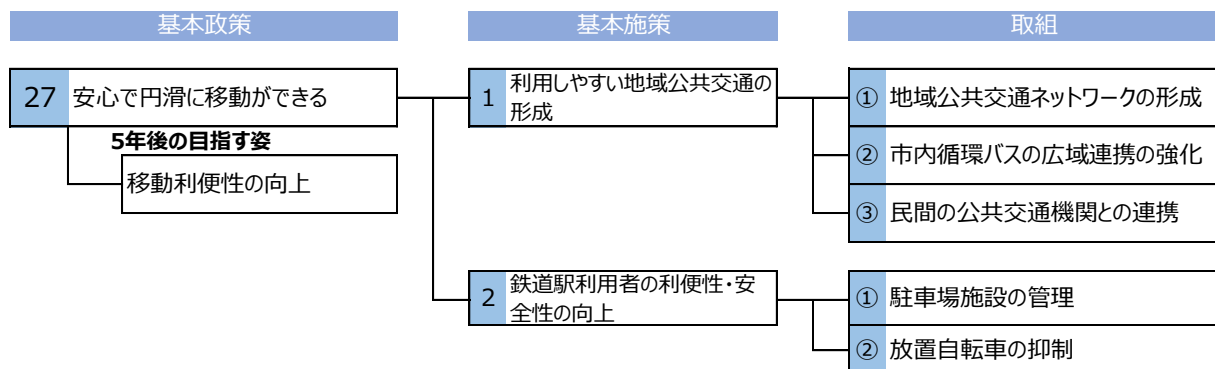 基本政策
基本施策
取組
27 安心で円滑に移動ができる
5年後の目指す姿
移動利便性の向上
1 利用しやすい地域公共交通の
形成
① 地域公共交通ネットワークの形成
② 市内循環バスの広域連携の強化
③ 民間の公共交通機関との連携
2 鉄道駅利用者の利便性・安
全性の向上
① 駐車場施設の管理
② 放置自転車の抑制